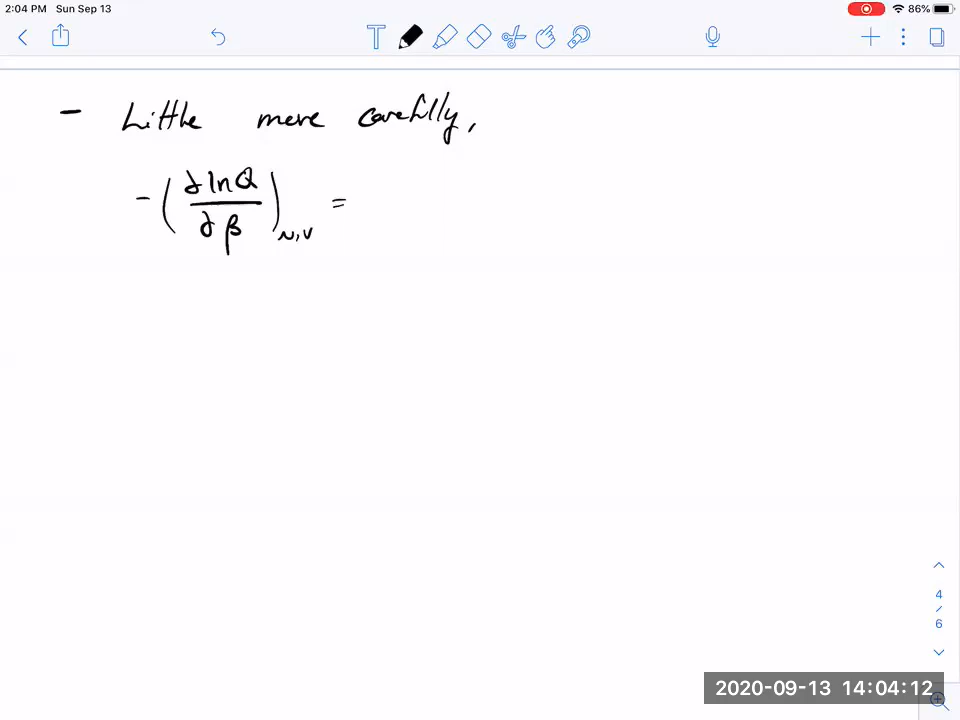 2:04 PM Sun Sep 13
86%
- Little more carefully,
-(∂lnQ/∂β)N,V =
4
/
6
2020-09-13 14:04:12